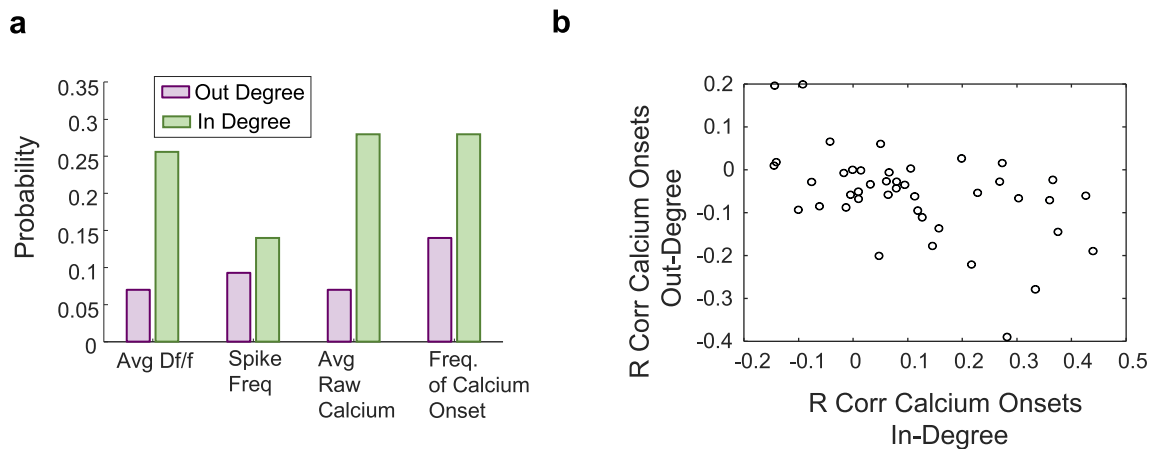 a
b
Out Degree
In Degree
Probability
0.35
0.3
0.25
0.2
0.15
0.1
0.05
0
Avg Df/f
Spike
Freq
Avg
Raw
Calcium
Freq.
of Calcium
Onset
R Corr Calcium Onsets
Out-Degree
0.2
0.1
0
-0.1
-0.2
-0.3
-0.4
-0.2
-0.1
0
0.1
0.2
0.3
0.4
0.5
R Corr Calcium Onsets
In-Degree